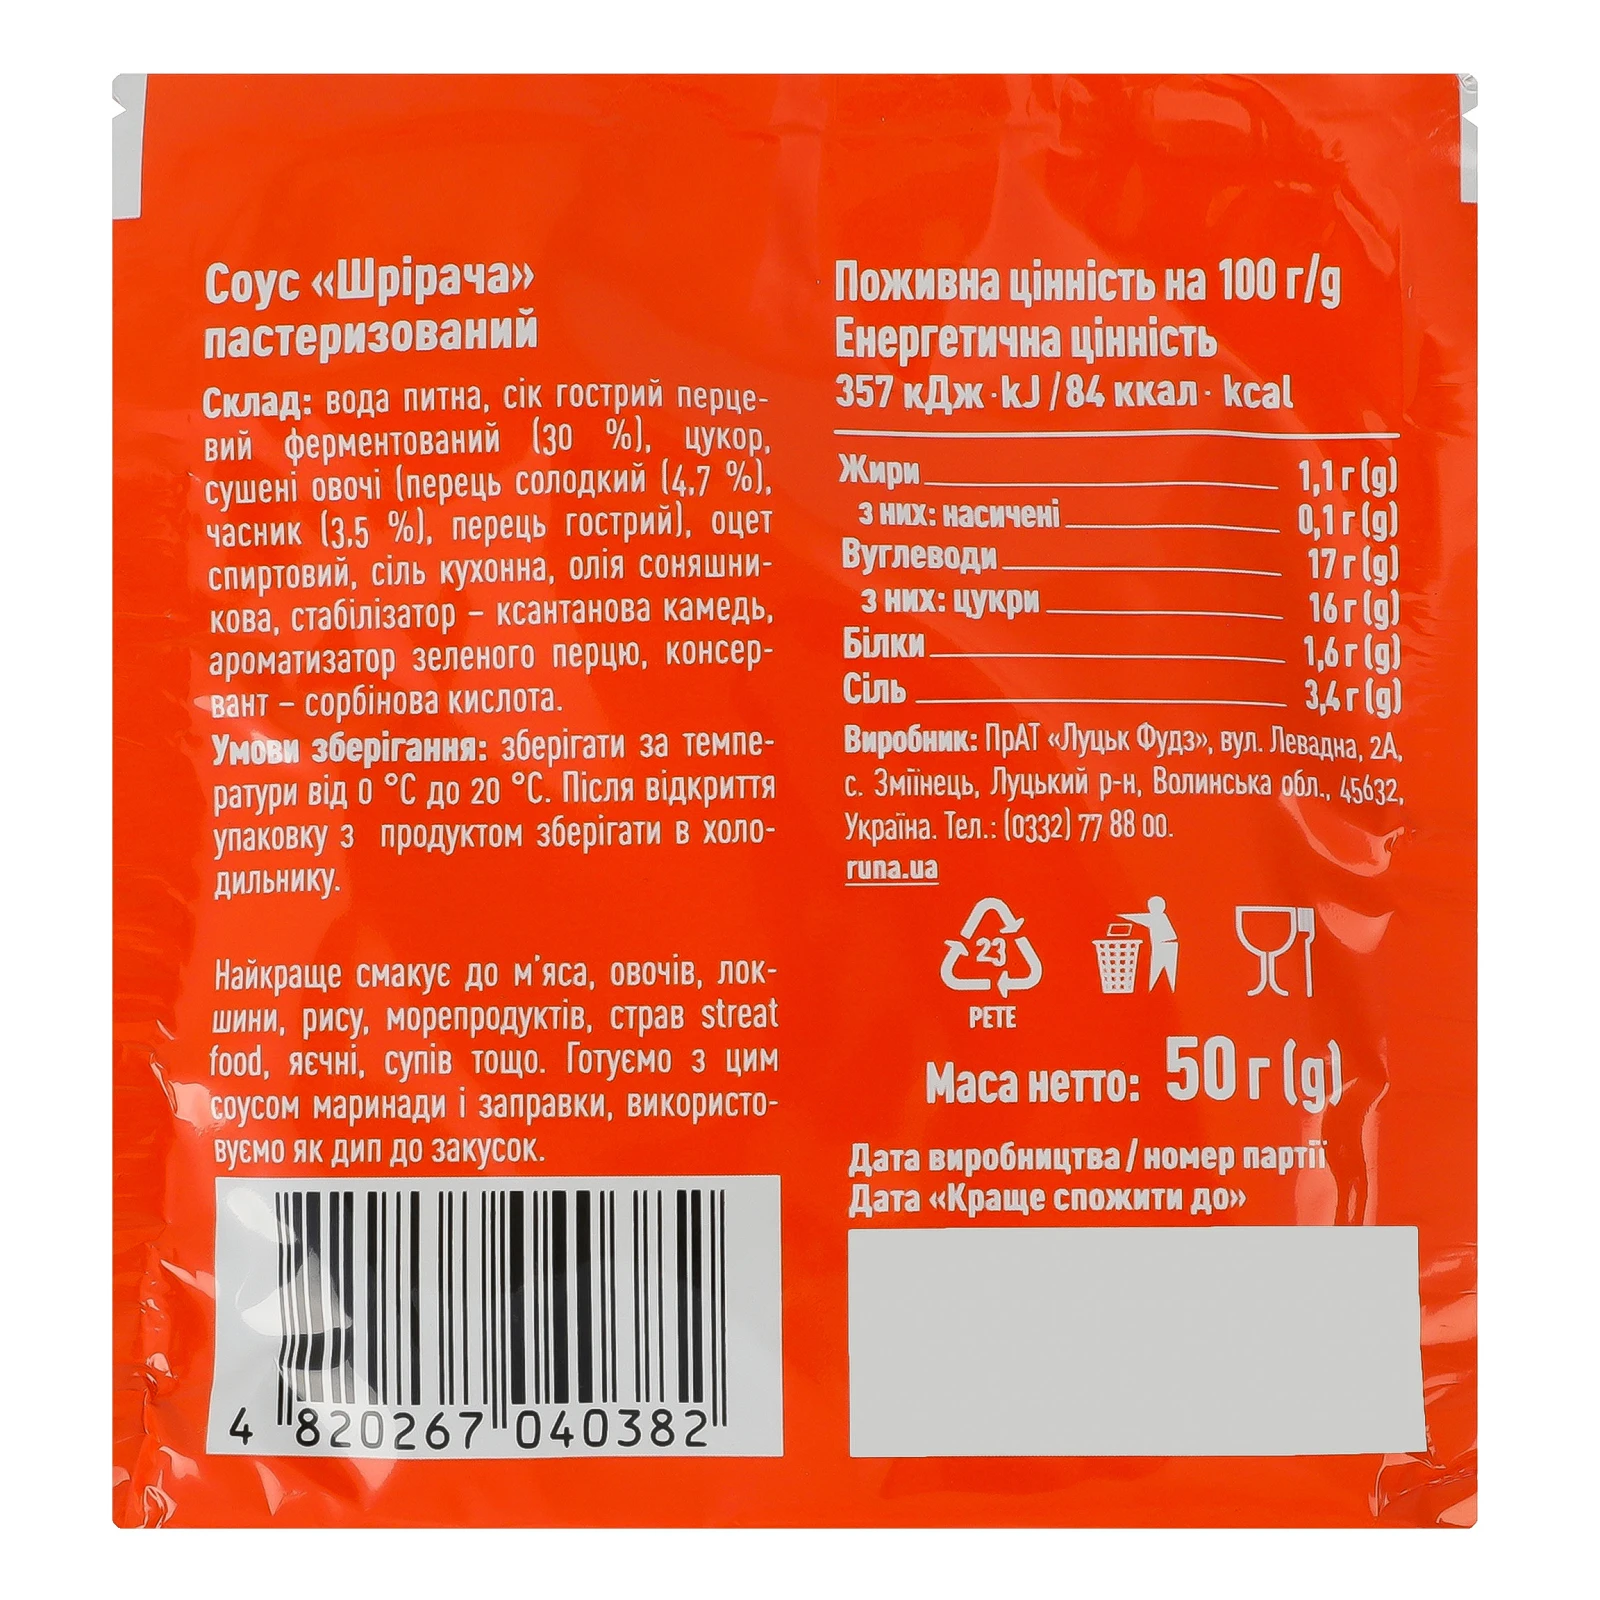 Соус «Шрірача»
пастеризований
Склад: вода питна, сік гострий перце-
вий ферментований (30 %), цукор,
сушені овочі (перець солодкий (4,7 %),
часник (3,5 %), перець гострий), оцет
спиртовий, сіль кухонна, олія соняшни-
кова, стабілізатор – ксантанова камедь,
ароматизатор зеленого перцю, консер-
вант – сорбінова кислота.
Умови зберігання: зберігати за темпе-
ратури від 0 °С до 20 °С. Після відкриття
упаковку з продуктом зберігати в холо-
дильнику.
Найкраще смакує до м'яса, овочів, лок-
шини, рису, морепродуктів, страв streat
food, яєчні, супів тощо. Готуємо з цим
соусом маринади і заправки, використо-
вуємо як дип до закусок.
4 820267 040382
Поживна цінність на 100 г/g
Енергетична цінність
357 кДж·kJ / 84 ккал· kcal
Жири 1,1 г (g)
з них: насичені 0,1 г (g)
Вуглеводи 17 г (g)
з них: цукри 16 г (g)
Білки 1,6 г (g)
Сіль 3,4 г (g)
Виробник: ПрАТ «Луцьк Фудз», вул. Левадна, 2А,
с. Зміїнець, Луцький р-н, Волинська обл., 45632,
Україна. Тел.: (0332) 77 88 00.
runa.ua
23
PETE
Маса нетто: 50 г (g)
Дата виробництва / номер партії
Дата «Краще спожити до»